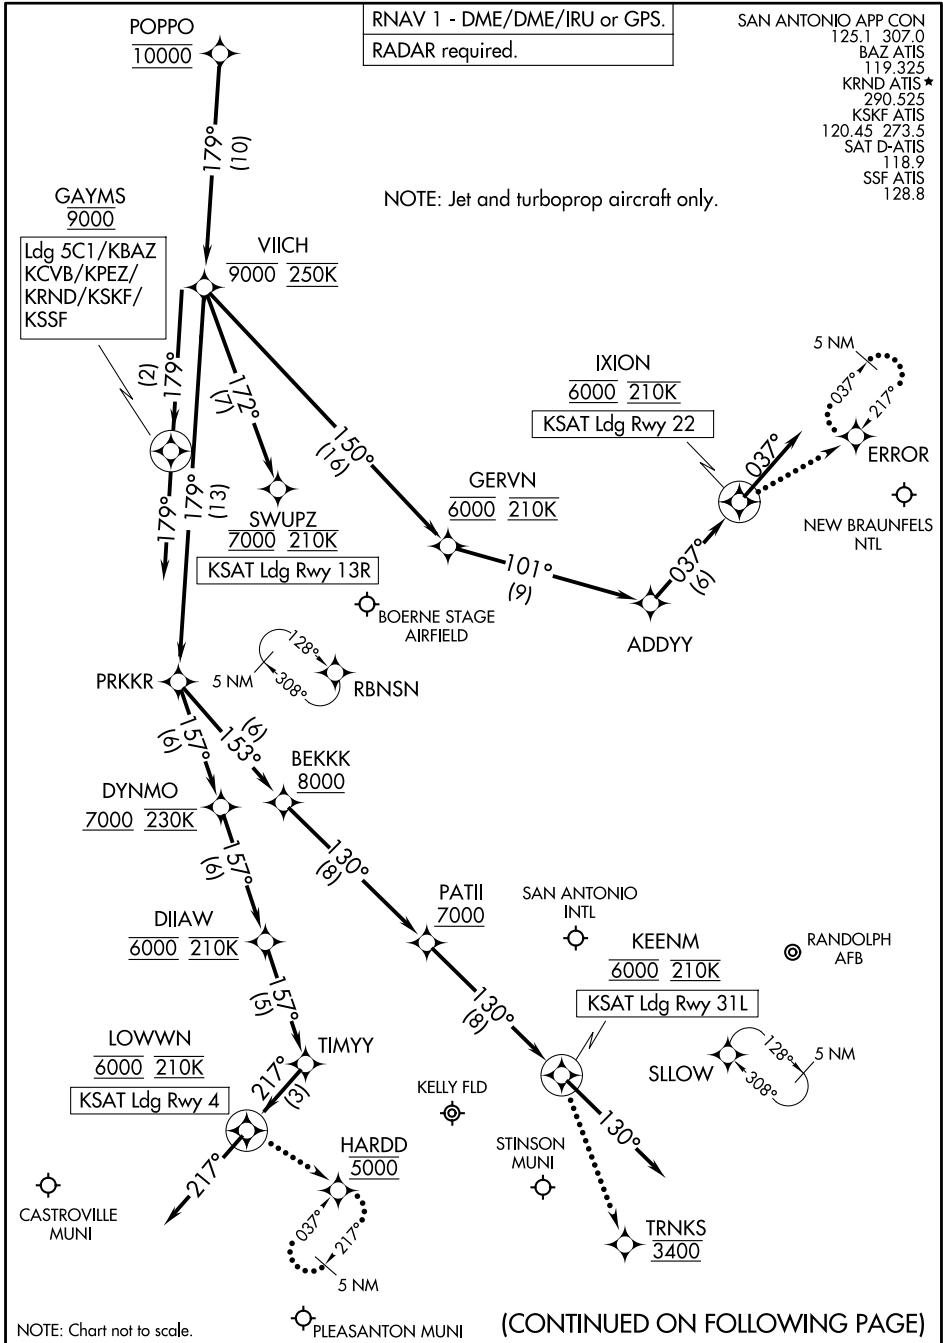 RNAV 1 - DME/DME/IRU or GPS.
RADAR required.
SAN ANTONIO APP CON
125.1 307.0
BAZ ATIS
119.325
KRND ATIS★
290.525
KSKF ATIS
120.45 273.5
SAT D-ATIS
118.9
SSF ATIS
128.8
POPPO
10000
179°
(10)
NOTE: Jet and turboprop aircraft only.
GAYMS
9000
Ldg 5C1/KBAZ
KCVB/KPEZ/
KRND/KSKF/
KSSF
VIICH
9000 250K
(2)
179°
179°
179°
(13)
172°
(7)
150°
(16)
SWUPZ
7000 210K
KSAT Ldg Rwy 13R
GERVN
6000 210K
101°
(9)
ADDYY
037°
(6)
IXION
6000 210K
KSAT Ldg Rwy 22
037°
5 NM
037°
217°
ERROR
NEW BRAUNFELS
NTL
BOERNE STAGE
AIRFIELD
PRKKR
5 NM
128°
308°
RBNSN
157°
(6)
(6)
153°
DYNMO
7000 230K
BEKKK
8000
157°
(6)
130°
(8)
DIIAW
6000 210K
PATII
7000
SAN ANTONIO
INTL
RANDOLPH
AFB
157°
(5)
130°
(8)
KEENM
6000 210K
KSAT Ldg Rwy 31L
LOWWN
6000 210K
KSAT Ldg Rwy 4
TIMYY
217°
(3)
217°
KELLY FLD
SLLOW
128°
308°
5 NM
130°
STINSON
MUNI
HARDD
5000
037°
217°
5 NM
CASTROVILLE
MUNI
TRNKS
3400
PLEASANTON MUNI
NOTE: Chart not to scale.
(CONTINUED ON FOLLOWING PAGE)